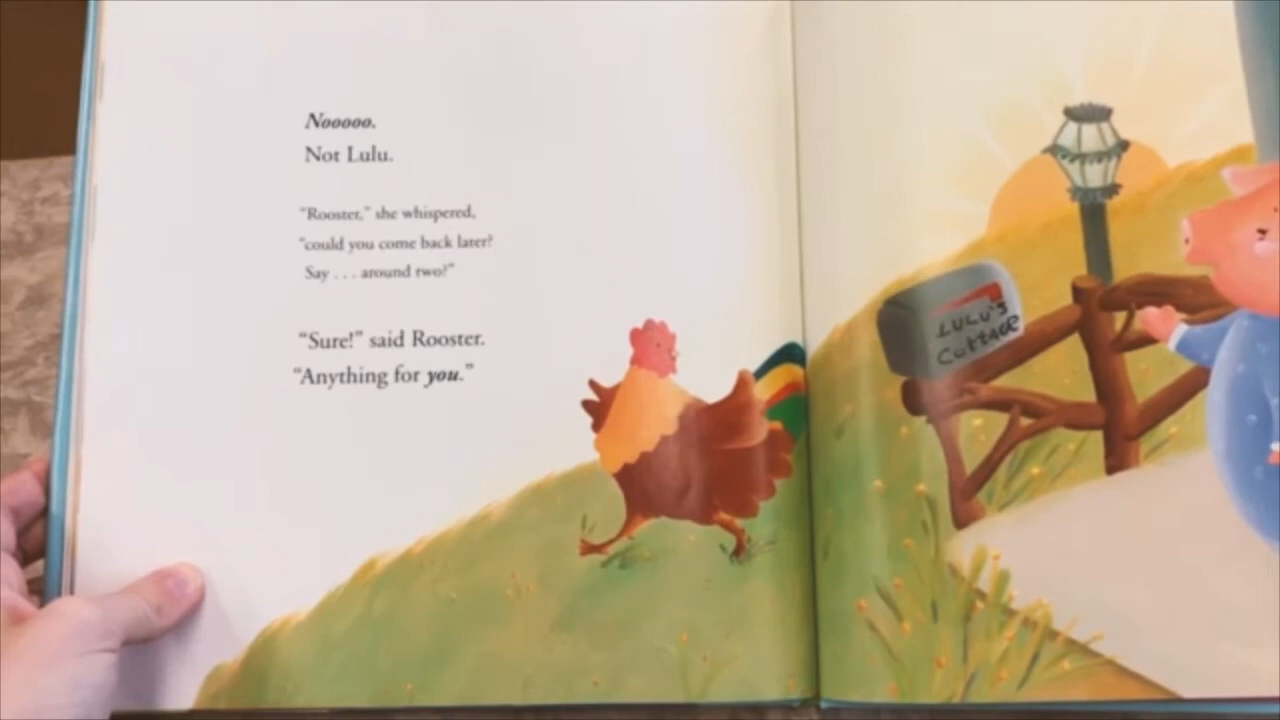 Nooooo.
Not Lulu.
“Rooster,” she whispered,
“could you come back later?
Say . . . around two?”
“Sure!” said Rooster.
“Anything for you.”
LULU'S
COTTAGE